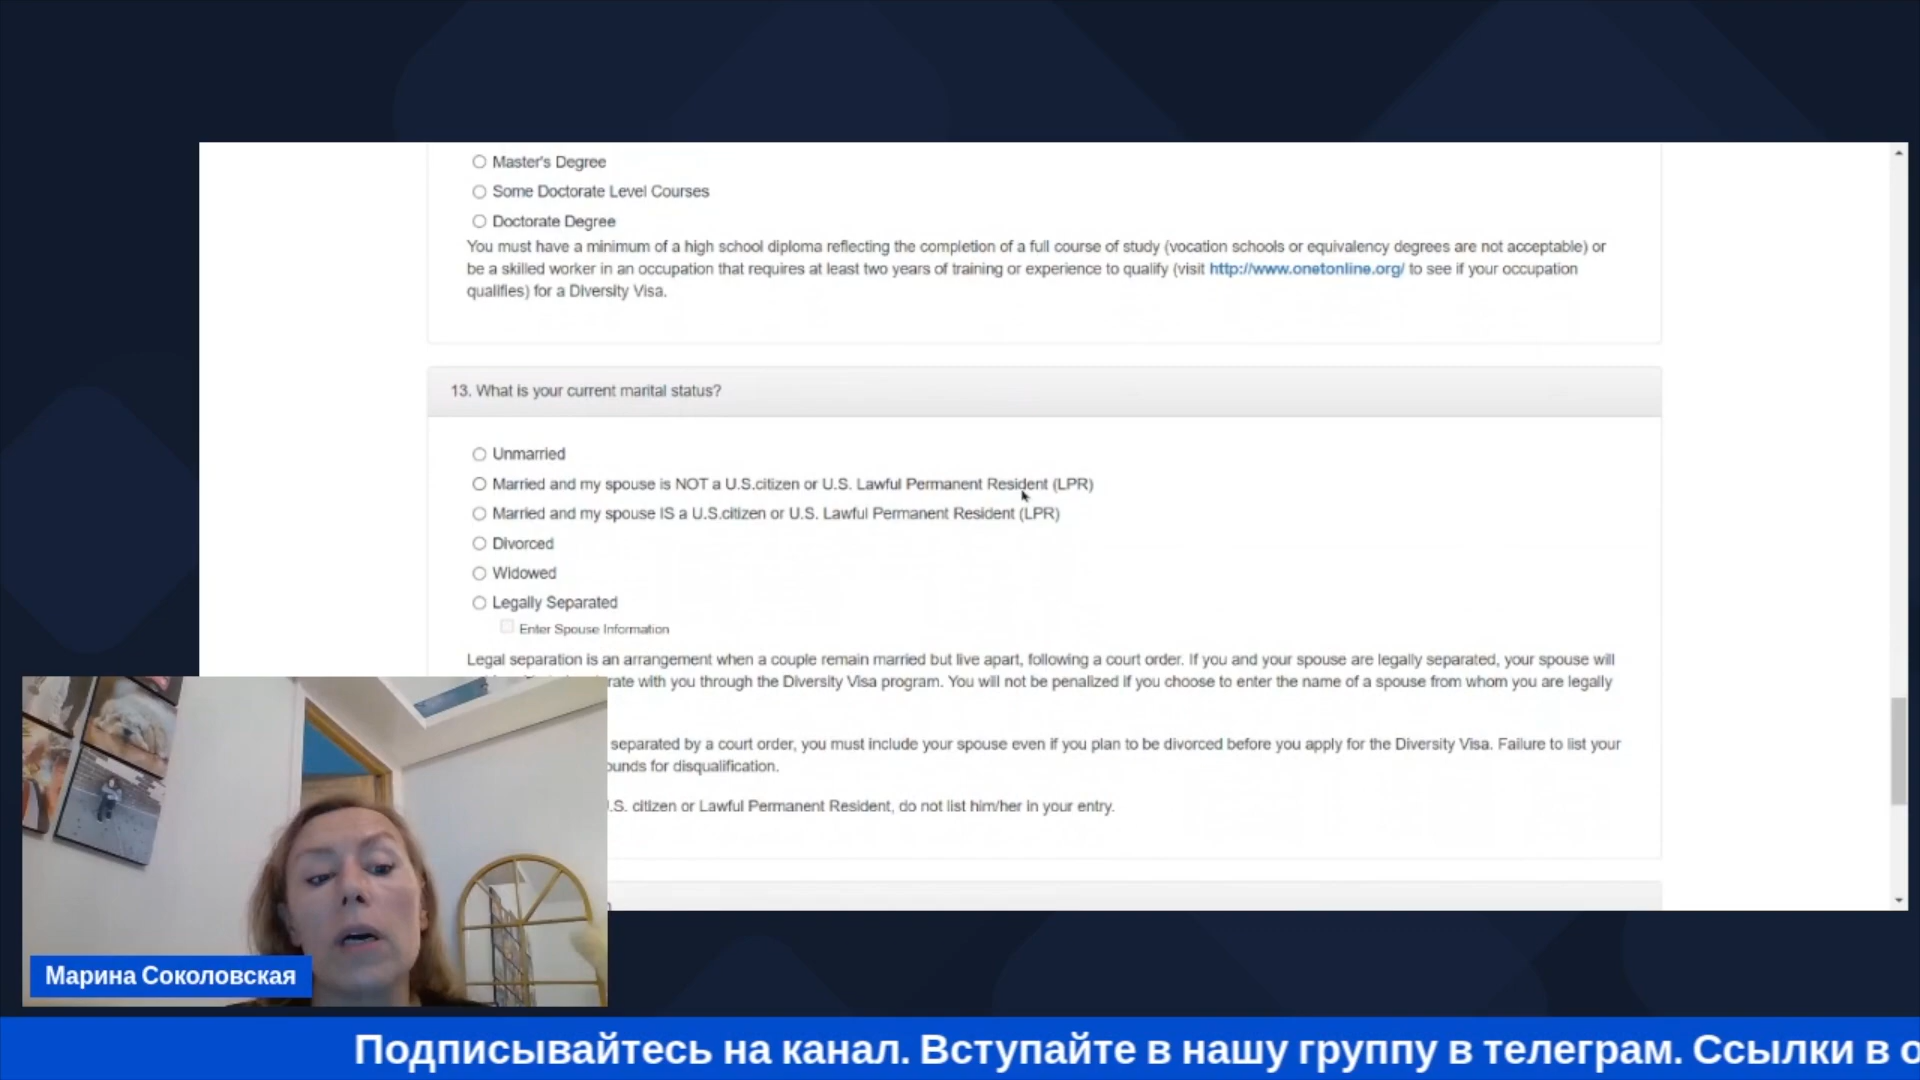 Master's Degree
Some Doctorate Level Courses
Doctorate Degree
You must have a minimum of a high school diploma reflecting the completion of a full course of study (vocation schools or equivalency degrees are not acceptable) or
be a skilled worker in an occupation that requires at least two years of training or experience to qualify (visit http://www.onetonline.org/ to see if your occupation
qualifies) for a Diversity Visa.
13. What is your current marital status?
Unmarried
Married and my spouse is NOT a U.S.citizen or U.S. Lawful Permanent Resident (LPR)
Married and my spouse IS a U.S.citizen or U.S. Lawful Permanent Resident (LPR)
Divorced
Widowed
Legally Separated
Enter Spouse Information
Legal separation is an arrangement when a couple remain married but live apart, following a court order. If you and your spouse are legally separated, your spouse will
with you through the Diversity Visa program. You will not be penalized if you choose to enter the name of a spouse from whom you are legally
separated by a court order, you must include your spouse even if you plan to be divorced before you apply for the Diversity Visa. Failure to list your
for disqualification.
citizen or Lawful Permanent Resident, do not list him/her in your entry.
Марина Соколовская
Подписывайтесь на канал. Вступайте в нашу группу в телеграм. Ссылки в о